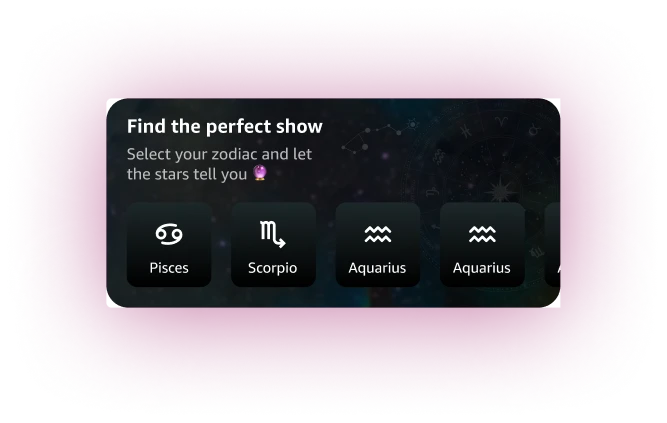 Find the perfect show
Select your zodiac and let
the stars tell you 🔮
Pisces
Scorpio
Aquarius
Aquarius